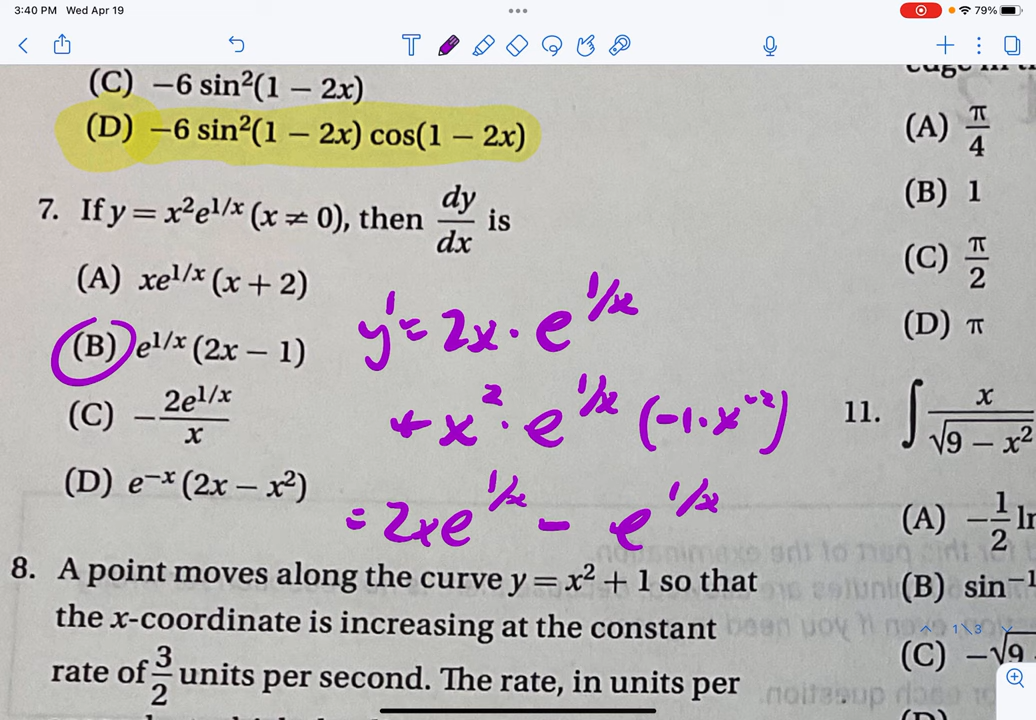 3:40 PM Wed Apr 19
79%
T
(C) −6 sin²(1 − 2x)
(D) −6 sin²(1 − 2x) cos(1 − 2x)
7. If y = x²e^{1/x} (x ≠ 0), then dy/dx is
(A) xe^{1/x} (x + 2)
(B) e^{1/x} (2x − 1)
(C) −2e^{1/x}/x
(D) e^{−x} (2x − x²)
y' = 2x · e^{1/x}
+ x² · e^{1/x} (−1·x^{−2})
= 2xe^{1/x} − e^{1/x}
8. A point moves along the curve y = x² + 1 so that
the x-coordinate is increasing at the constant
rate of 3/2 units per second. The rate, in units per
(A) π/4
(B) 1
(C) π/2
(D) π
11. ∫ x/√9 − x²
(A) −1/2 ln
(B) sin⁻¹
(C) −√9
1\3